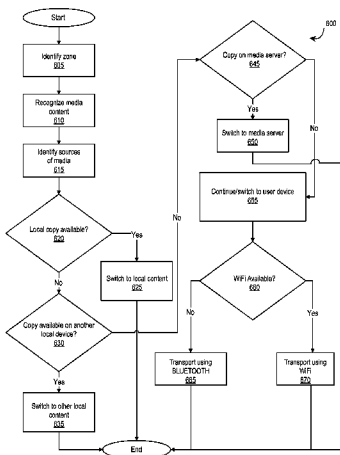 Start
Identify zone
605
Recognize media
content
610
Identify sources
of media
615
Local copy available?
620
Yes
Switch to local content
625
No
Copy available on another
local device?
630
No
Yes
Switch to other local
content
635
End
600
Copy on media server?
645
Yes
No
Switch to media server
650
Continue/switch to user device
655
WiFi Available?
660
No
Yes
Transport using
BLUETOOTH
665
Transport using
WiFi
670